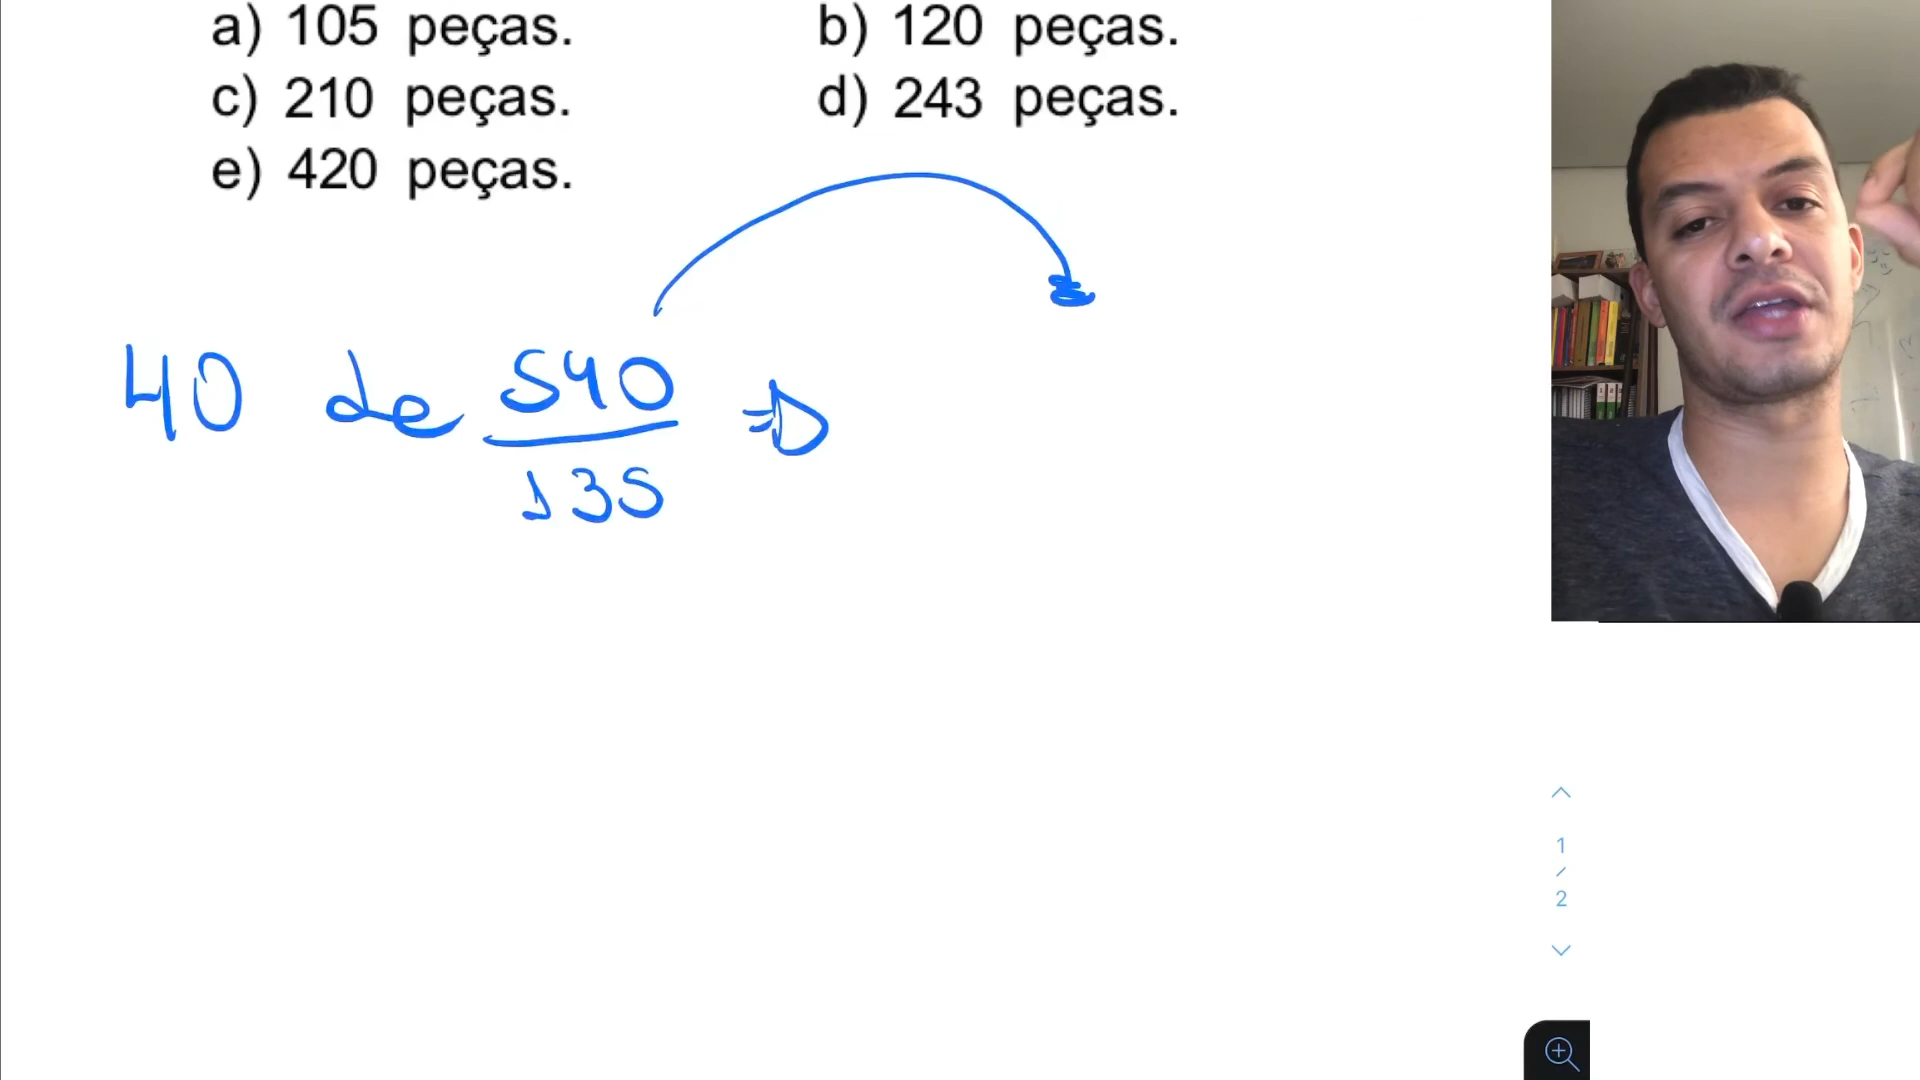 a) 105 peças. b) 120 peças.
c) 210 peças. d) 243 peças.
e) 420 peças.
40 de 540 =>
135
1
/
2